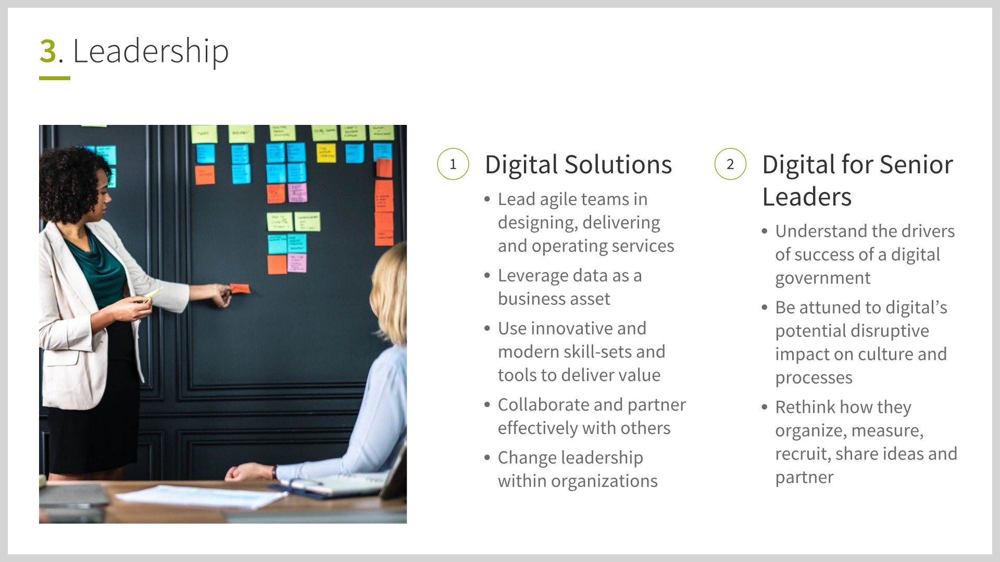 3. Leadership
1
Digital Solutions
• Lead agile teams in
designing, delivering
and operating services
• Leverage data as a
business asset
• Use innovative and
modern skill-sets and
tools to deliver value
• Collaborate and partner
effectively with others
• Change leadership
within organizations
2
Digital for Senior
Leaders
• Understand the drivers
of success of a digital
government
• Be attuned to digital’s
potential disruptive
impact on culture and
processes
• Rethink how they
organize, measure,
recruit, share ideas and
partner